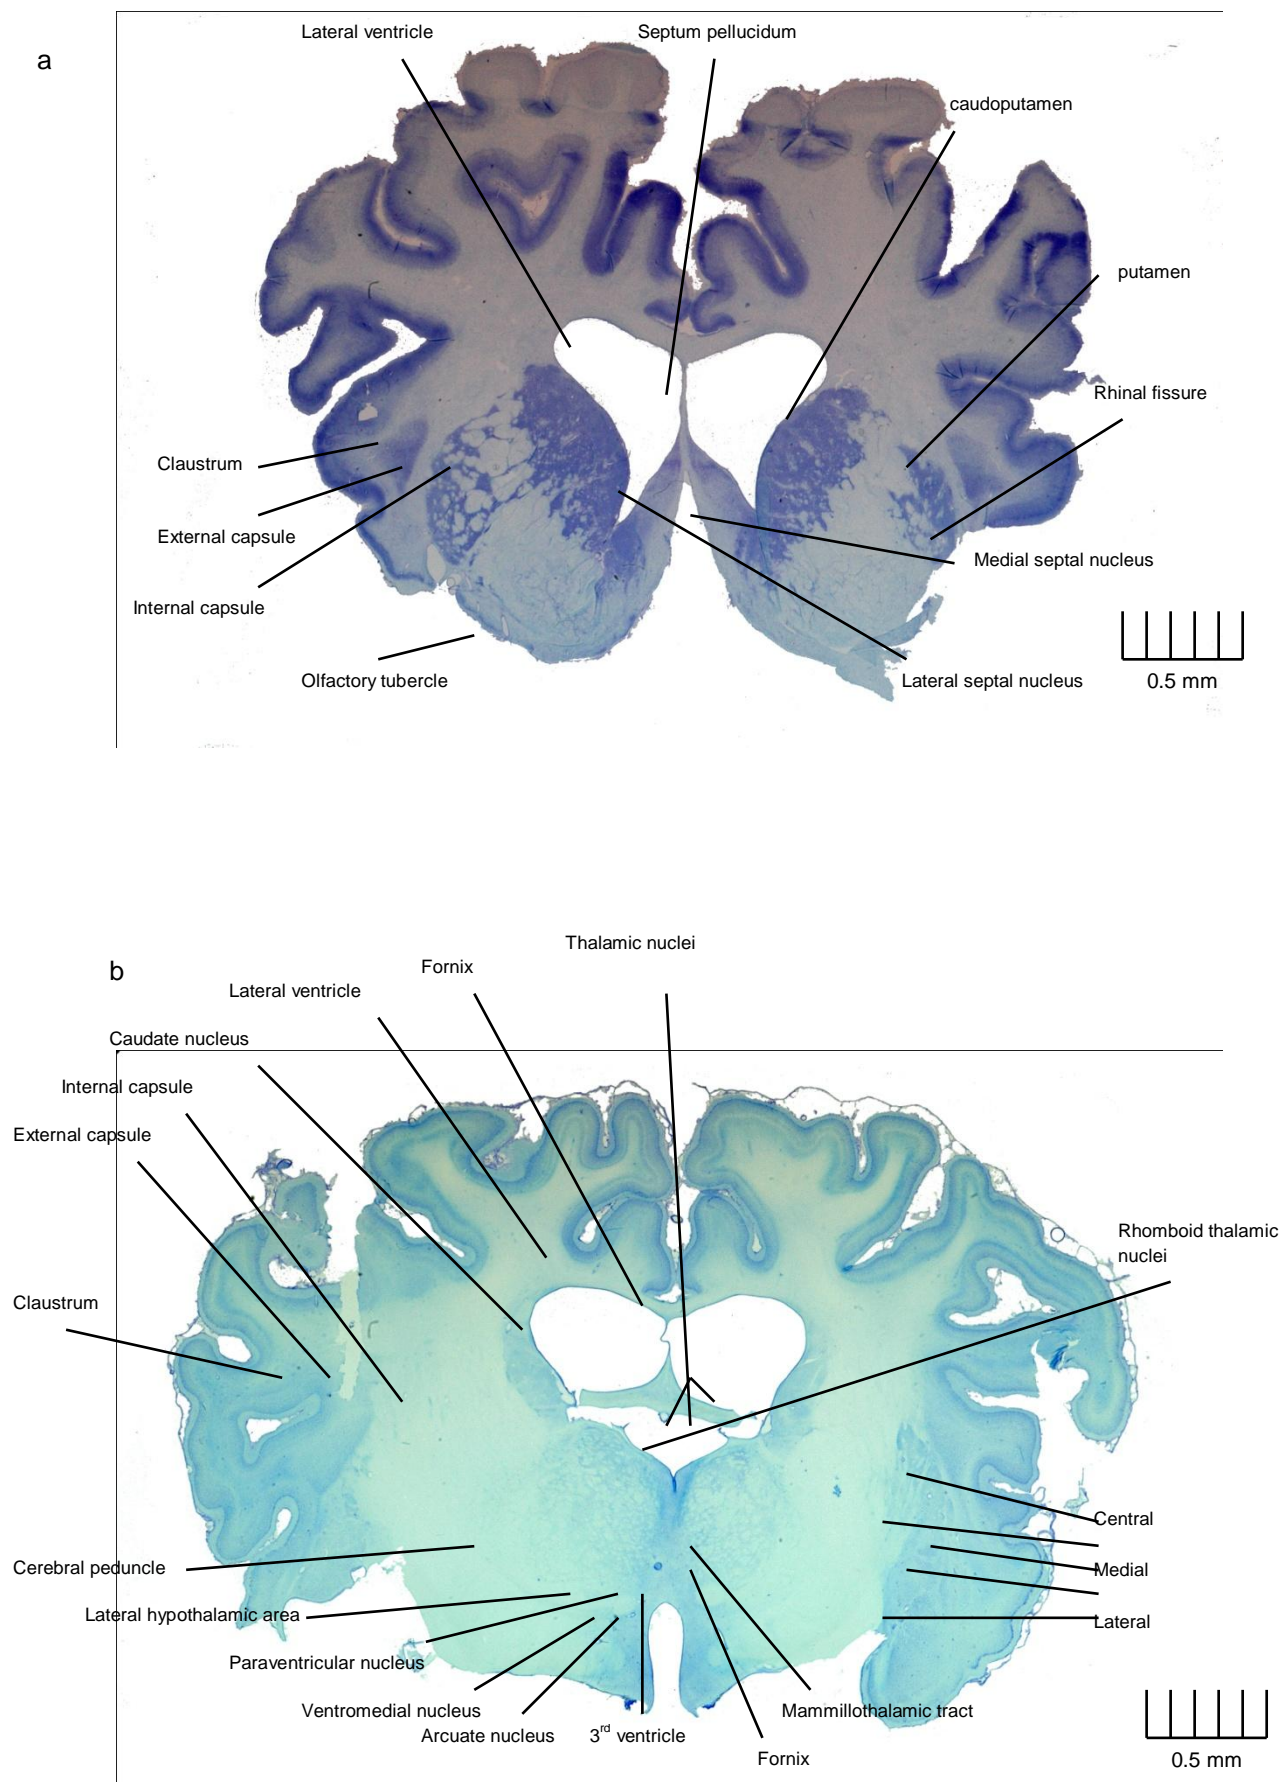 a
Lateral ventricle
Septum pellucidum
caudoputamen
putamen
Rhinal fissure
Claustrum
External capsule
Medial septal nucleus
Internal capsule
Olfactory tubercle
Lateral septal nucleus
0.5 mm
b
Thalamic nuclei
Fornix
Lateral ventricle
Caudate nucleus
Internal capsule
External capsule
Rhomboid thalamic
nuclei
Claustrum
Central
Cerebral peduncle
Medial
Lateral hypothalamic area
Lateral
Paraventricular nucleus
Ventromedial nucleus
Mammillothalamic tract
Arcuate nucleus
3rd ventricle
Fornix
0.5 mm